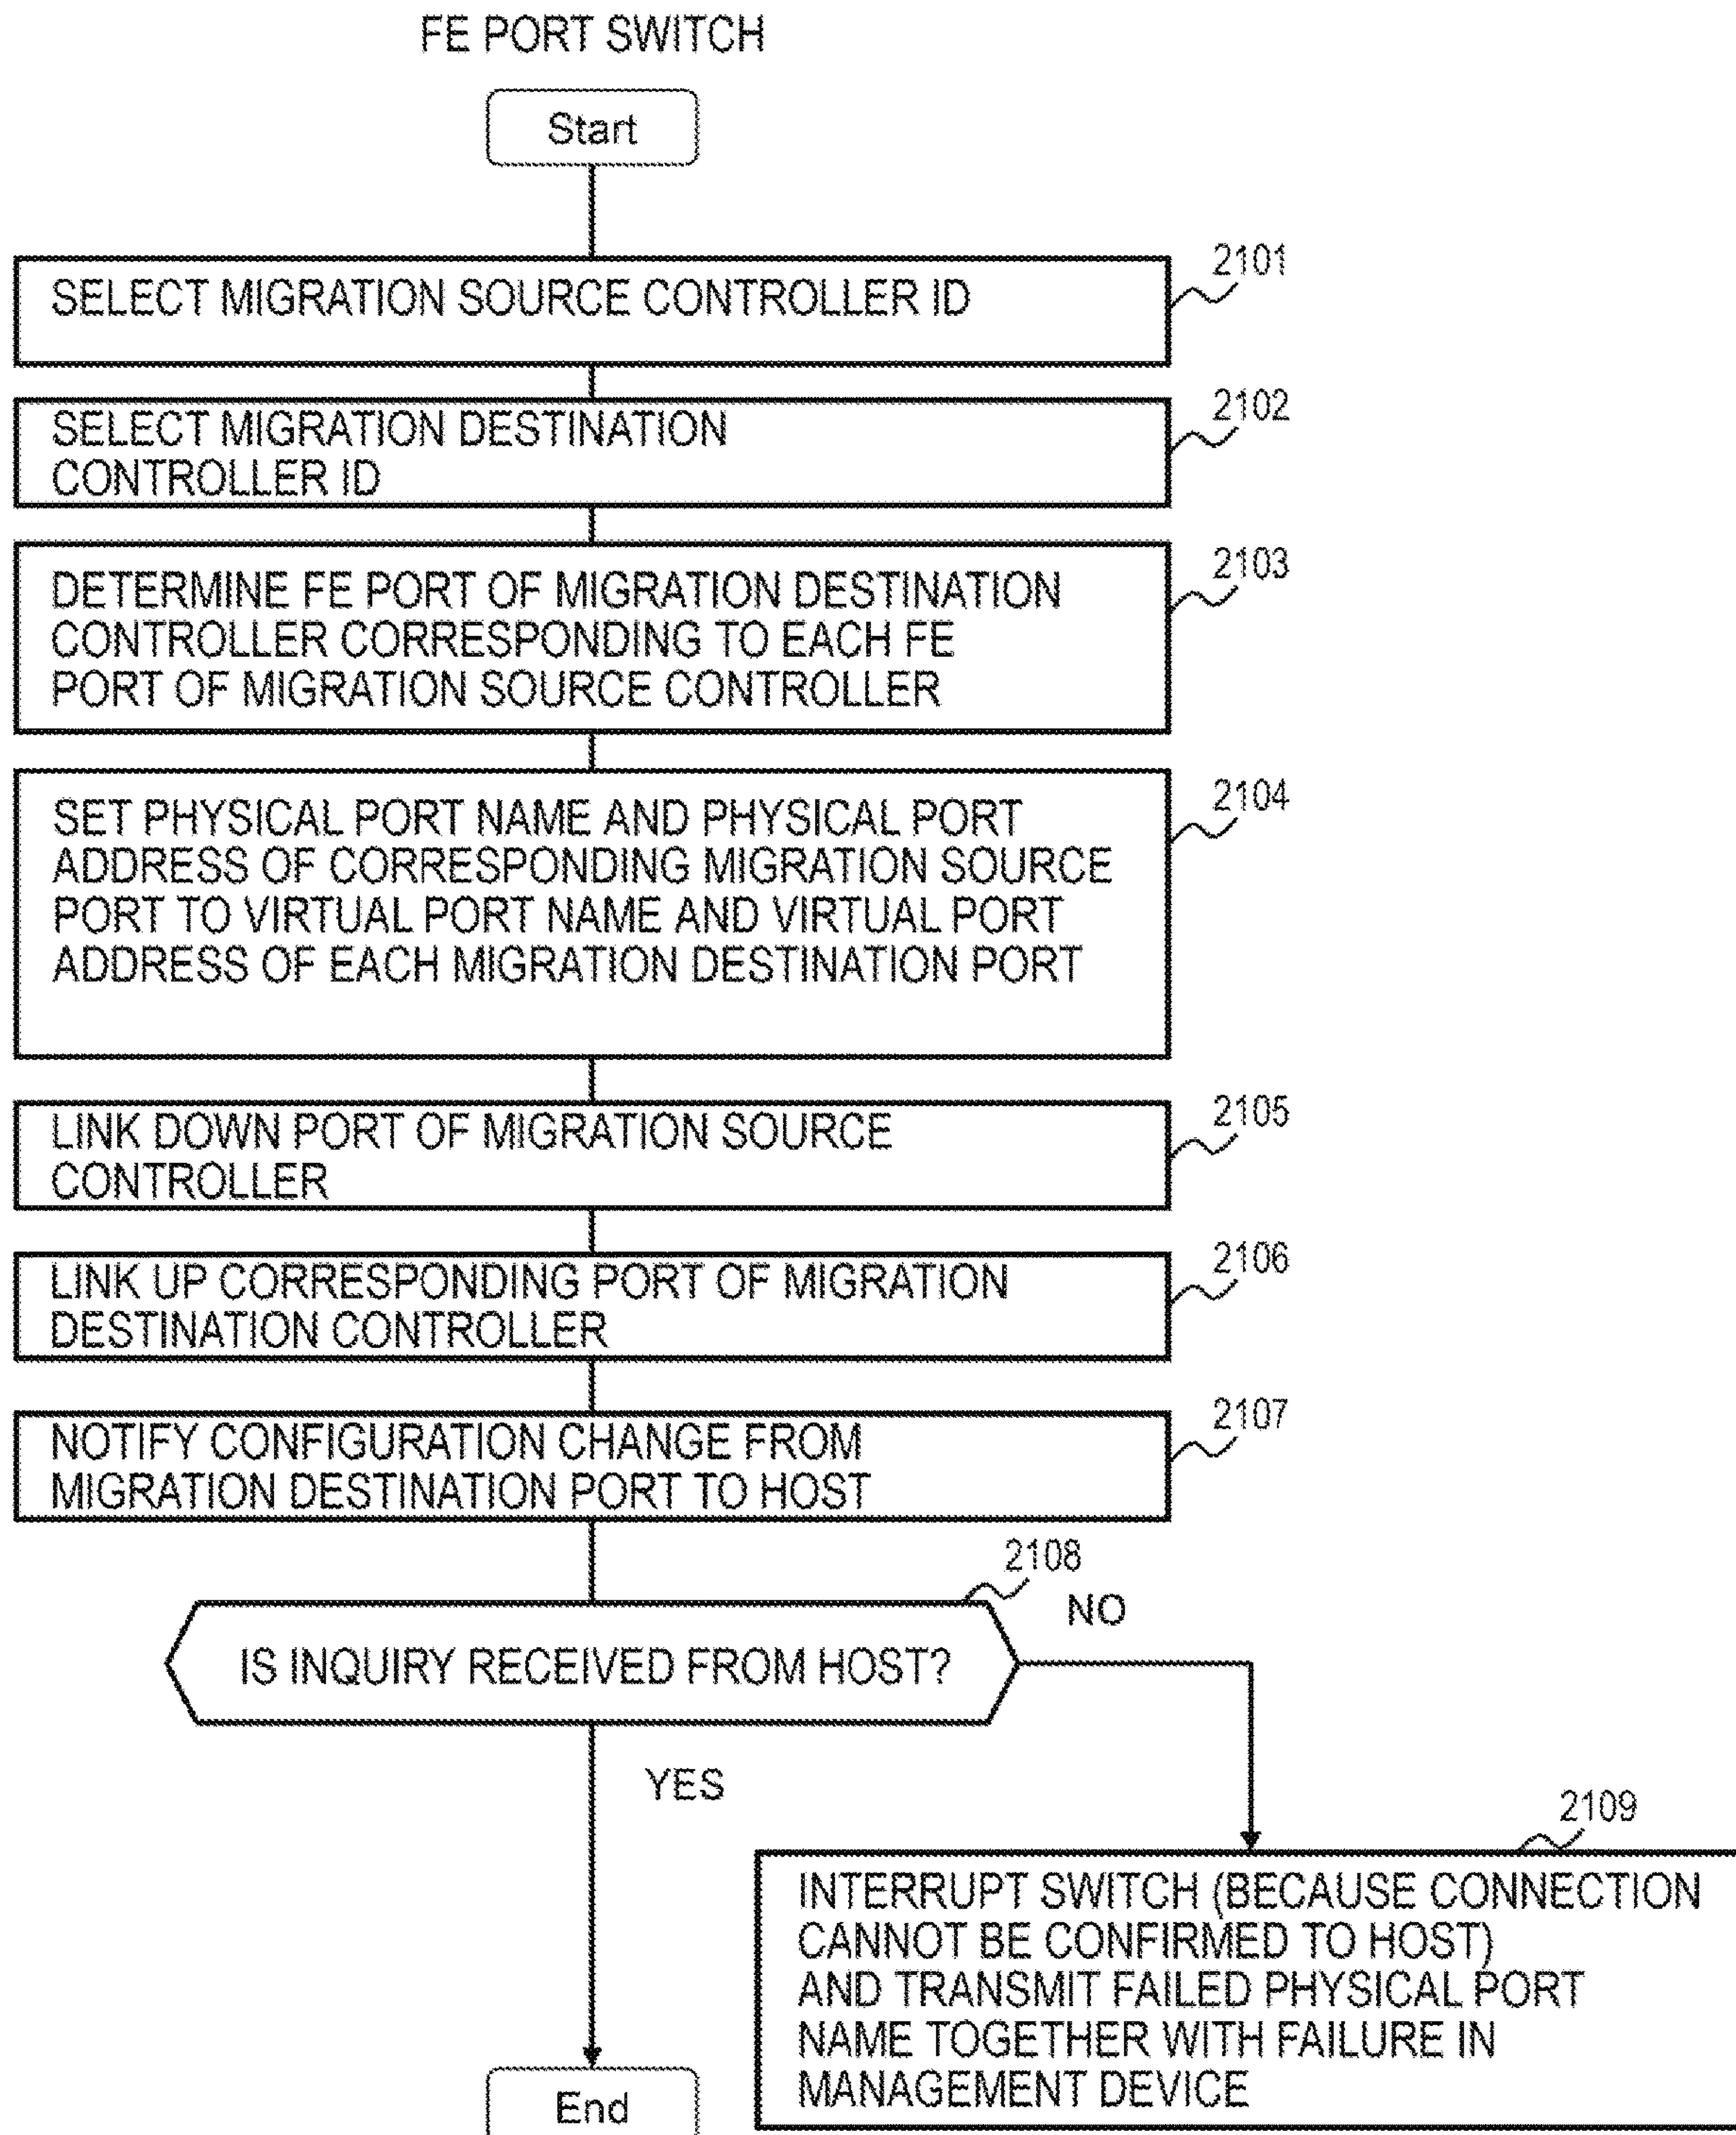 FE PORT SWITCH
Start
2101
SELECT MIGRATION SOURCE CONTROLLER ID
2102
SELECT MIGRATION DESTINATION
CONTROLLER ID
2103
DETERMINE FE PORT OF MIGRATION DESTINATION
CONTROLLER CORRESPONDING TO EACH FE
PORT OF MIGRATION SOURCE CONTROLLER
2104
SET PHYSICAL PORT NAME AND PHYSICAL PORT
ADDRESS OF CORRESPONDING MIGRATION SOURCE
PORT TO VIRTUAL PORT NAME AND VIRTUAL PORT
ADDRESS OF EACH MIGRATION DESTINATION PORT
2105
LINK DOWN PORT OF MIGRATION SOURCE
CONTROLLER
2106
LINK UP CORRESPONDING PORT OF MIGRATION
DESTINATION CONTROLLER
2107
NOTIFY CONFIGURATION CHANGE FROM
MIGRATION DESTINATION PORT TO HOST
2108
NO
IS INQUIRY RECEIVED FROM HOST?
YES
2109
INTERRUPT SWITCH (BECAUSE CONNECTION
CANNOT BE CONFIRMED TO HOST)
AND TRANSMIT FAILED PHYSICAL PORT
NAME TOGETHER WITH FAILURE IN
MANAGEMENT DEVICE
End